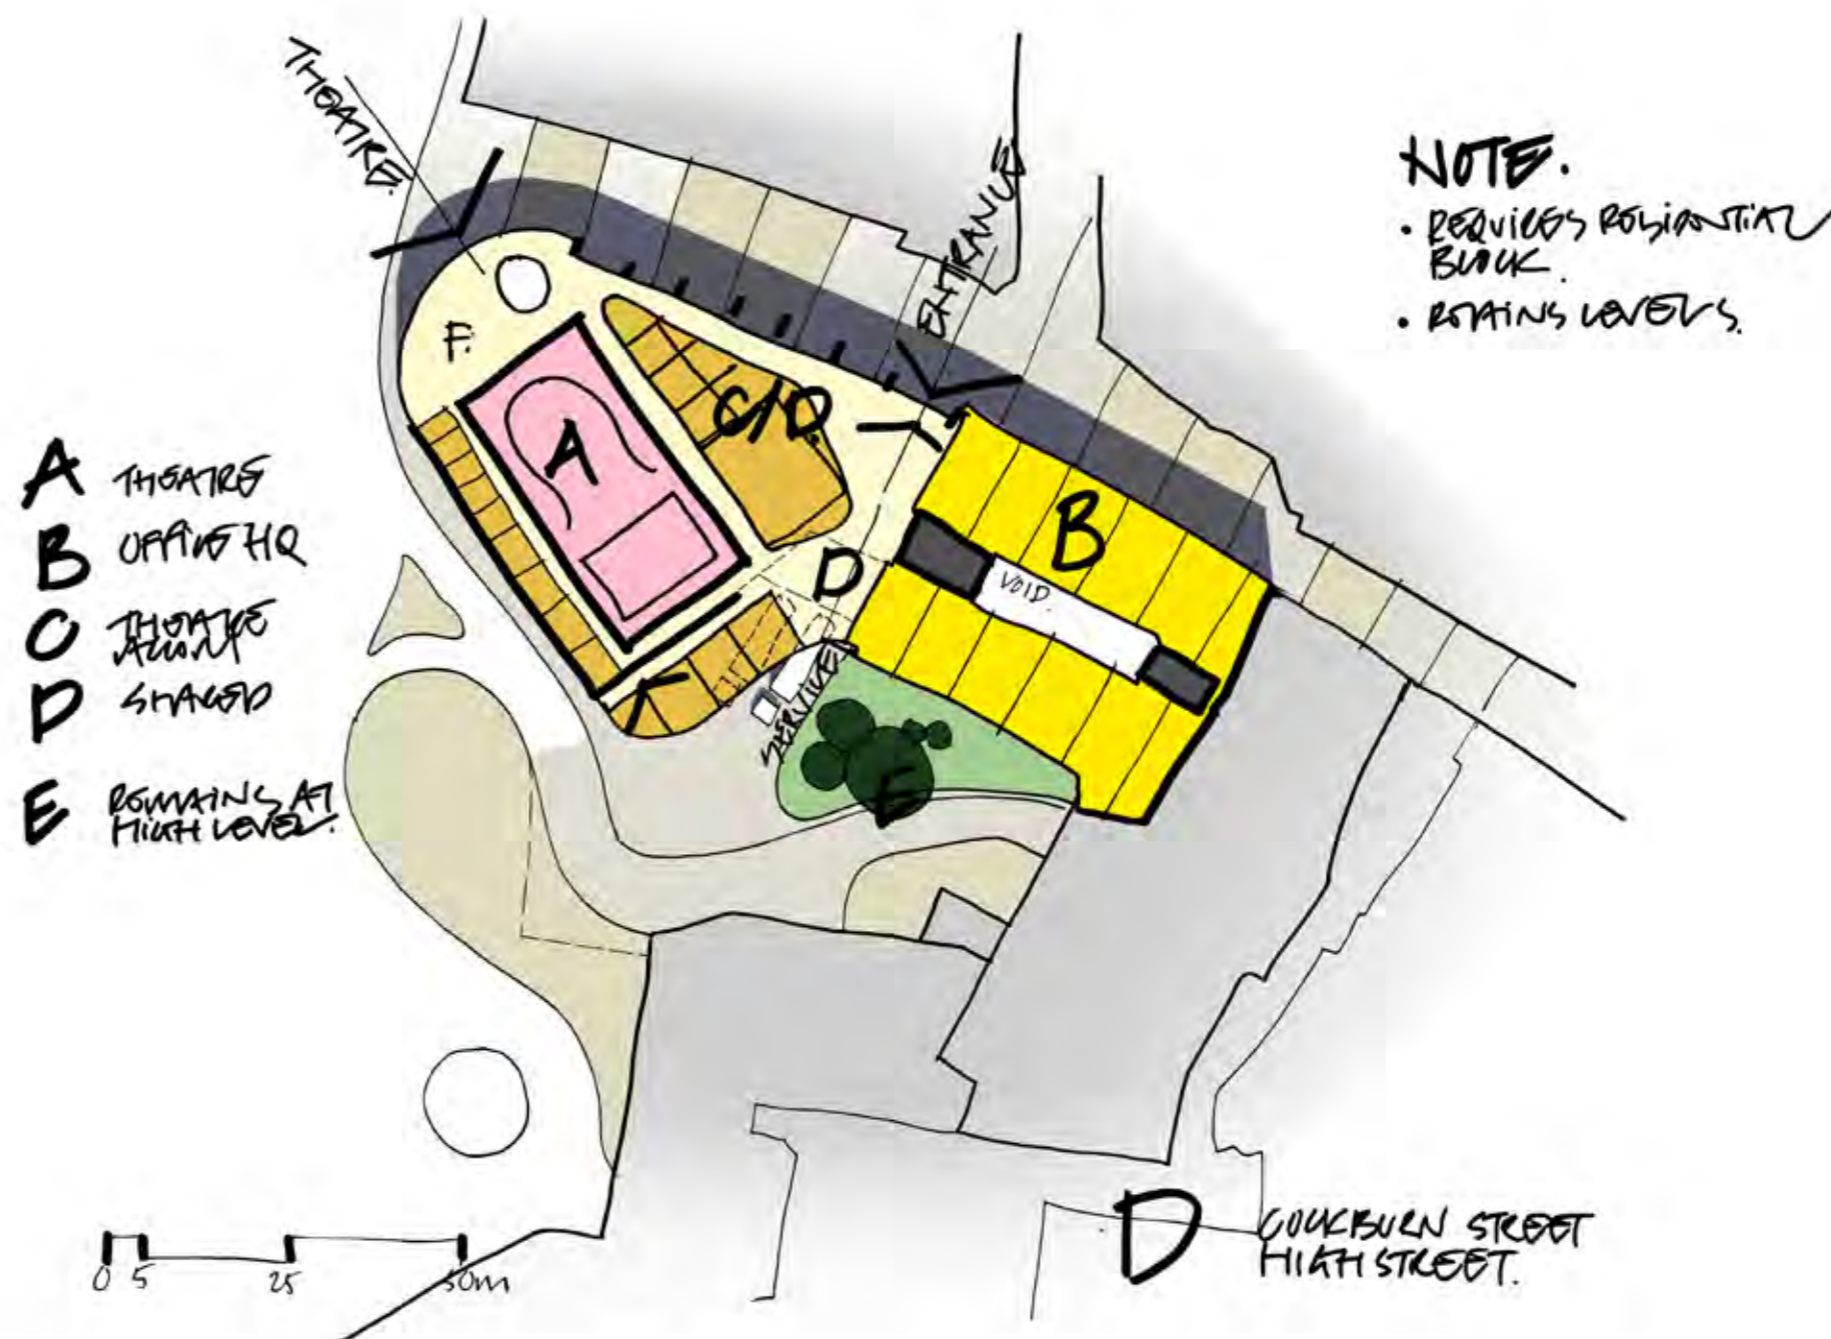 THEATRE.
ENTRANCE
NOTE.
• REQUIRES RESIDENTIAL
BLOCK.
• RETAINS LEVELS.
F.
A
C/D.
B
VOID.
D
SERVICE
E
A THEATRE
B OFFICE HQ
C THEATRE
ACCOM
D SHARED
E REMAINS AT
HIGH LEVEL.
0 5 25 50m
D COCKBURN STREET
HIGH STREET.